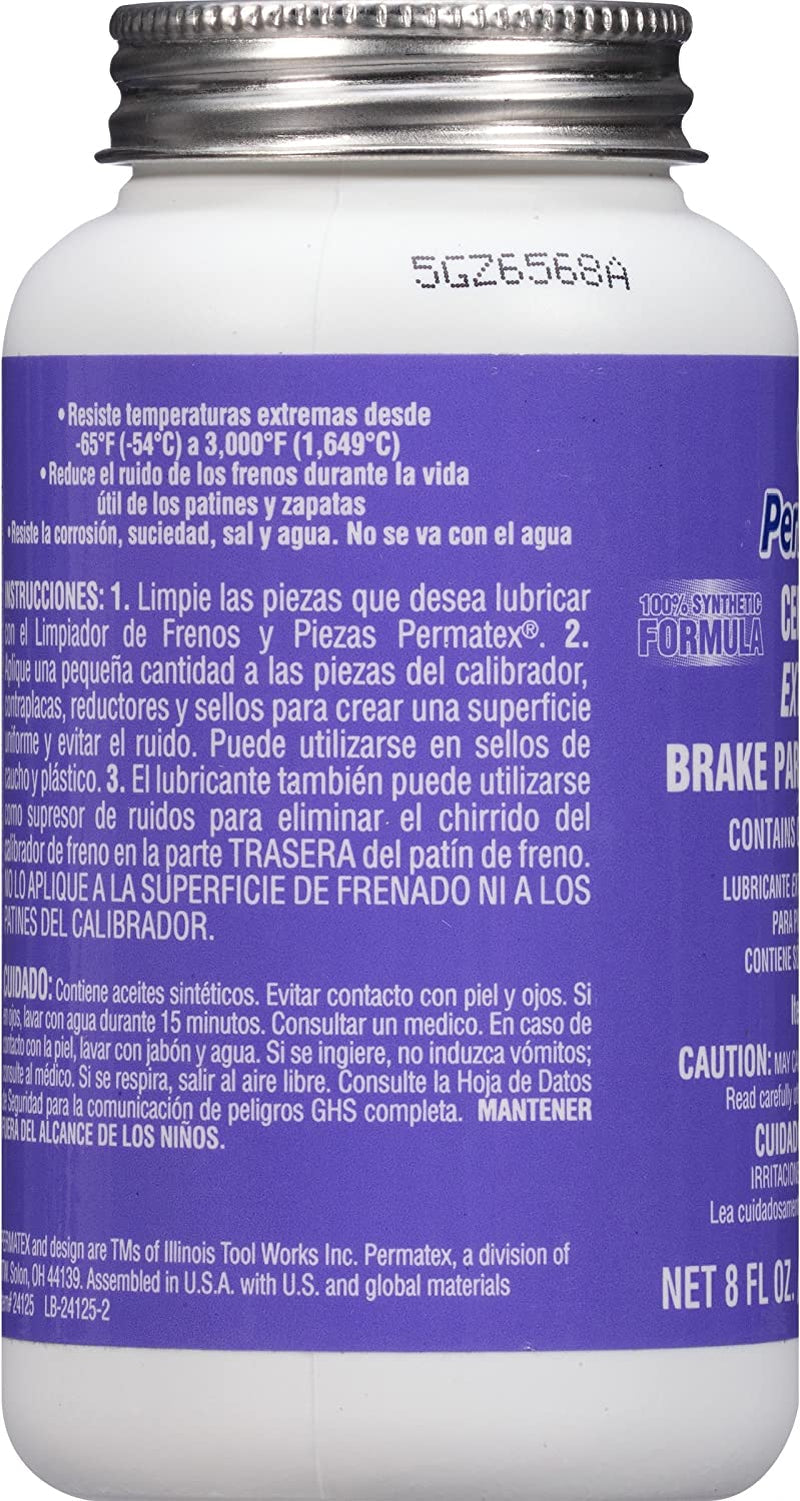 5GZ6568A
• Resiste temperaturas extremas desde
-65°F (-54°C) a 3,000°F (1,649°C)
• Reduce el ruido de los frenos durante la vida
útil de los patines y zapatas
• Resiste la corrosión, suciedad, sal y agua. No se va con el agua
INSTRUCCIONES: 1. Limpie las piezas que desea lubricar
con el Limpiador de Frenos y Piezas Permatex®. 2.
Aplique una pequeña cantidad a las piezas del calibrador,
contraplacas, reductores y sellos para crear una superficie
uniforme y evitar el ruido. Puede utilizarse en sellos de
caucho y plástico. 3. El lubricante también puede utilizarse
como supresor de ruidos para eliminar el chirrido del
calibrador de freno en la parte TRASERA del patín de freno.
NO LO APLIQUE A LA SUPERFICIE DE FRENADO NI A LOS
PATINES DEL CALIBRADOR.
CUIDADO: Contiene aceites sintéticos. Evitar contacto con piel y ojos. Si
en ojos, lavar con agua durante 15 minutos. Consultar un medico. En caso de
contacto con la piel, lavar con jabón y agua. Si se ingiere, no induzca vómitos;
consulte al médico. Si se respira, salir al aire libre. Consulte la Hoja de Datos
de Seguridad para la comunicación de peligros GHS completa. MANTENER
FUERA DEL ALCANCE DE LOS NIÑOS.
PERMATEX and design are TMs of Illinois Tool Works Inc. Permatex, a division of
ITW. Solon, OH 44139. Assembled in U.S.A. with U.S. and global materials
Item# 24125 LB-24125-2
Per
100% SYNTHETIC
FORMULA
CE
EX
BRAKE PAR
CONTAINS
LUBRICANTE
PARA P
CONTIENE
CAUTION: MAY CA
Read carefully
CUIDAD
IRRITACION
Lea cuidadosamen
NET 8 FL OZ.